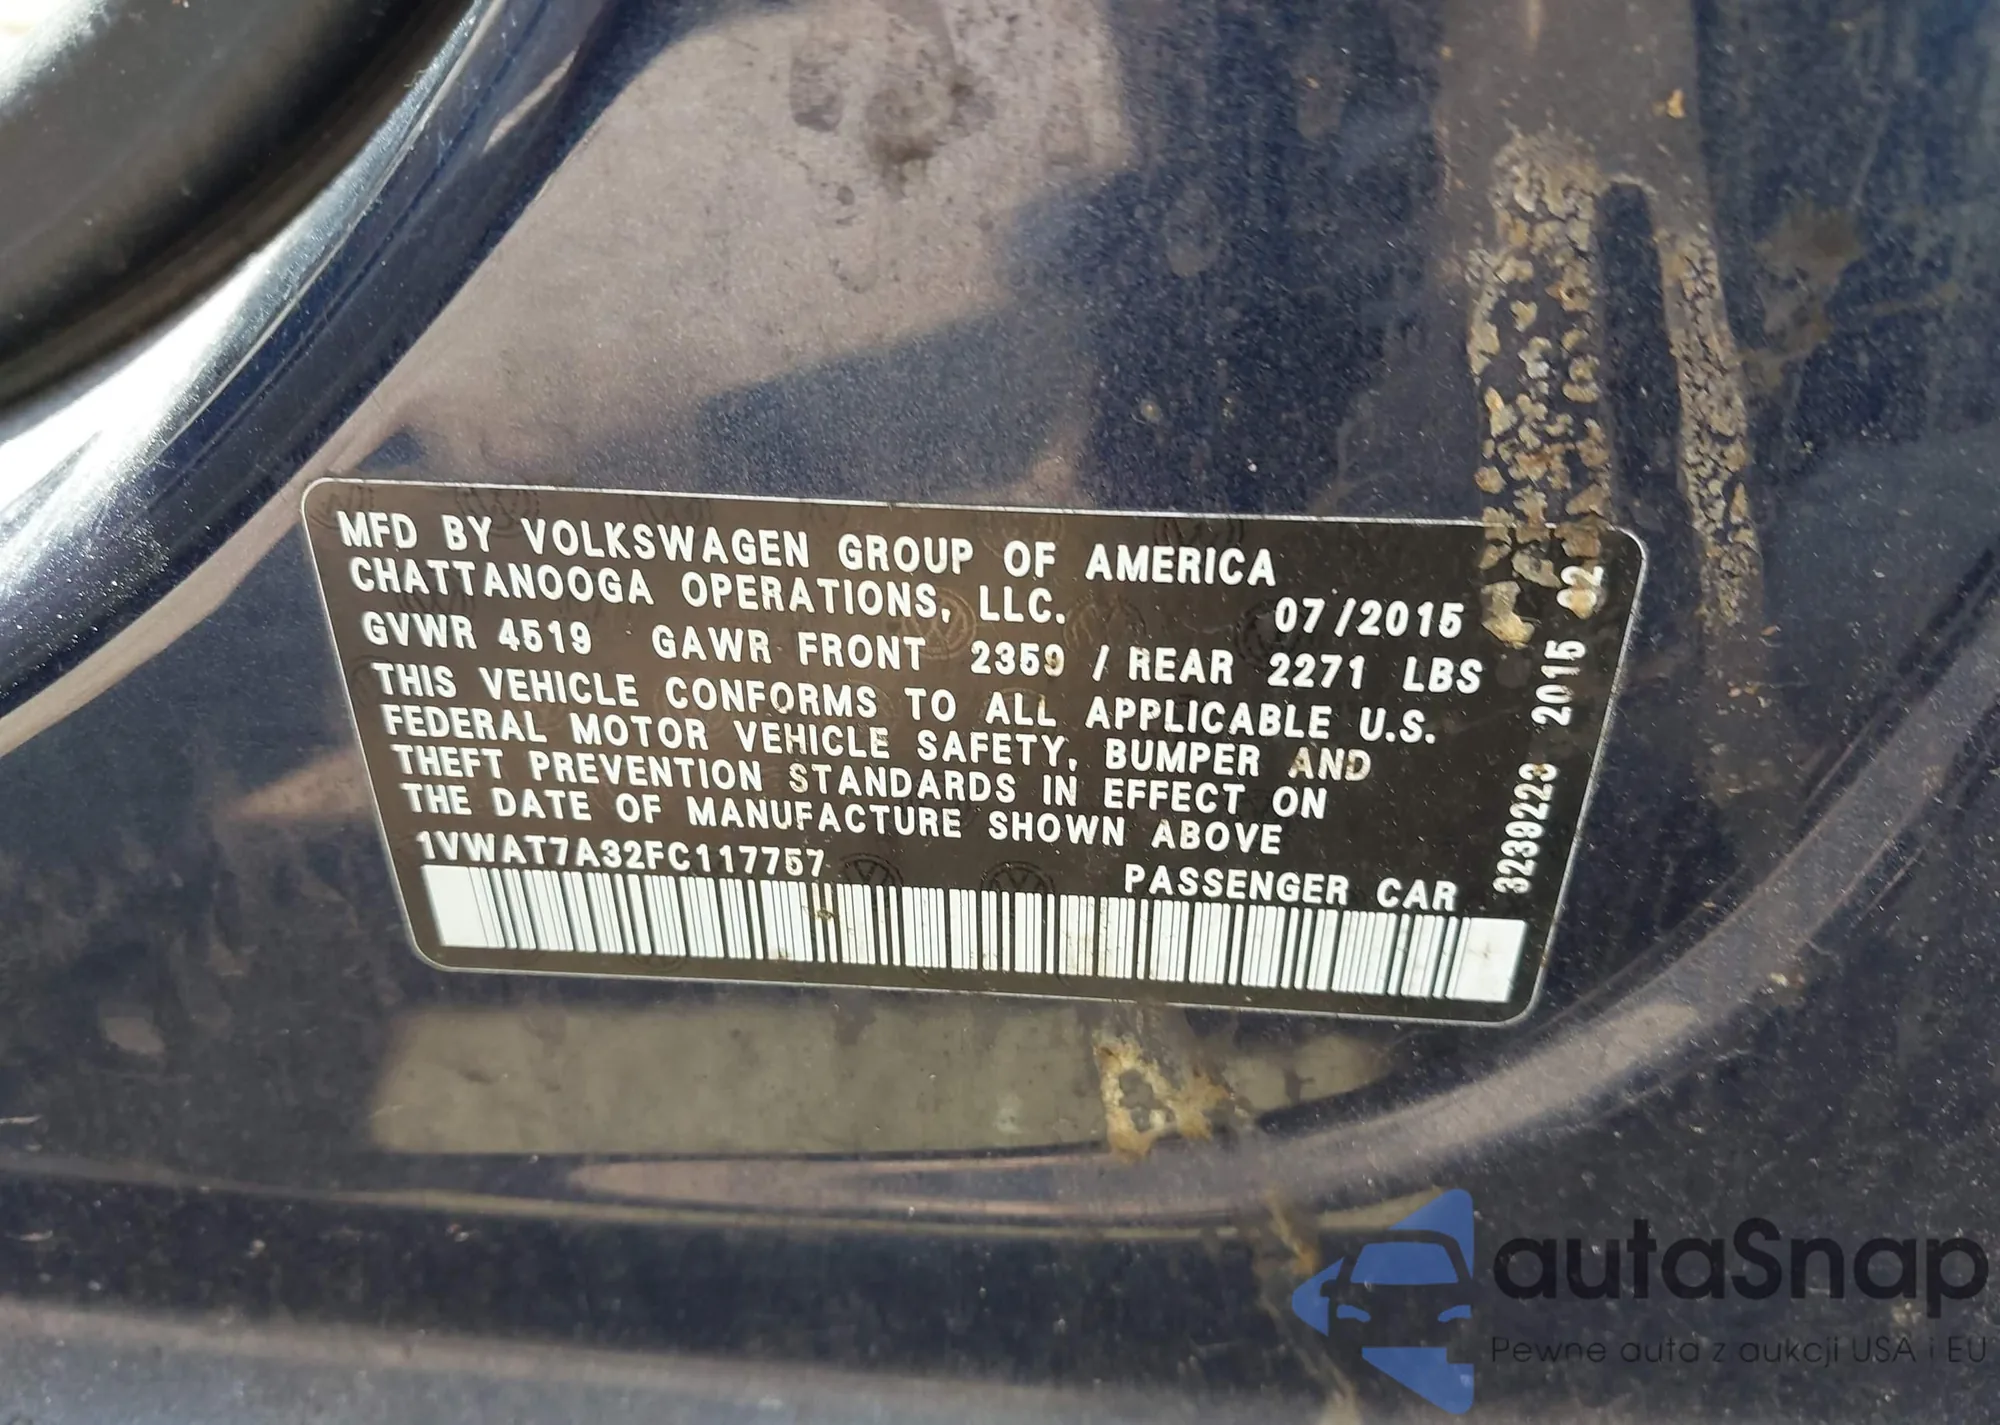 MFD BY VOLKSWAGEN GROUP OF AMERICA
CHATTANOOGA OPERATIONS, LLC.
07/2015
GVWR 4519 GAWR FRONT 2359 / REAR 2271 LBS
THIS VEHICLE CONFORMS TO ALL APPLICABLE U.S.
FEDERAL MOTOR VEHICLE SAFETY, BUMPER AND
THEFT PREVENTION STANDARDS IN EFFECT ON
THE DATE OF MANUFACTURE SHOWN ABOVE
1VWAT7A32FC117757
PASSENGER CAR
3239223 2015
autaSnap
Pewne auta z aukcji USA i EU